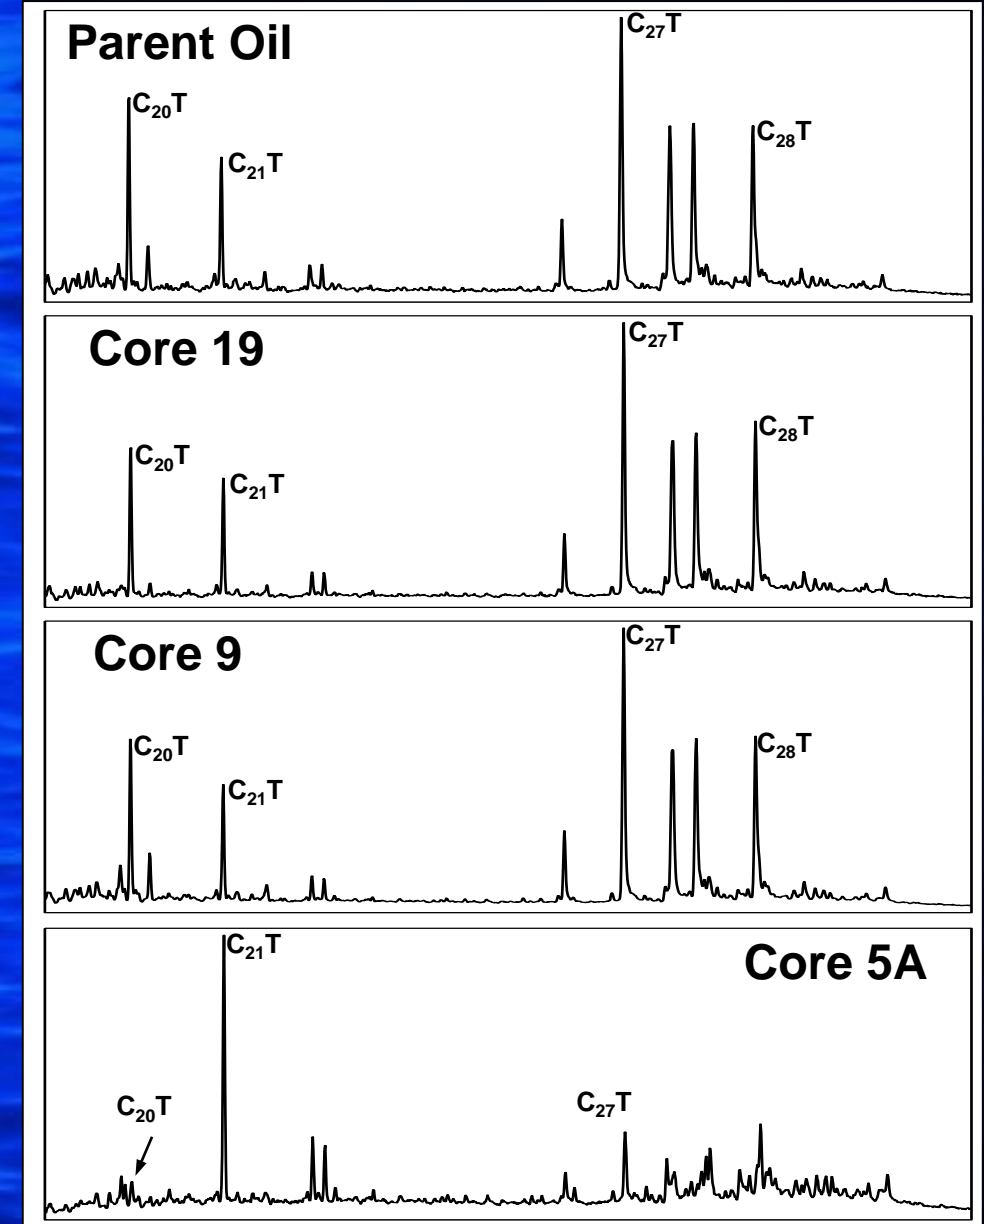 Parent Oil
C₂₇T
C₂₀T
C₂₁T
C₂₈T
Core 19
C₂₇T
C₂₀T
C₂₁T
C₂₈T
Core 9
C₂₇T
C₂₀T
C₂₁T
C₂₈T
Core 5A
C₂₁T
C₂₀T
C₂₇T